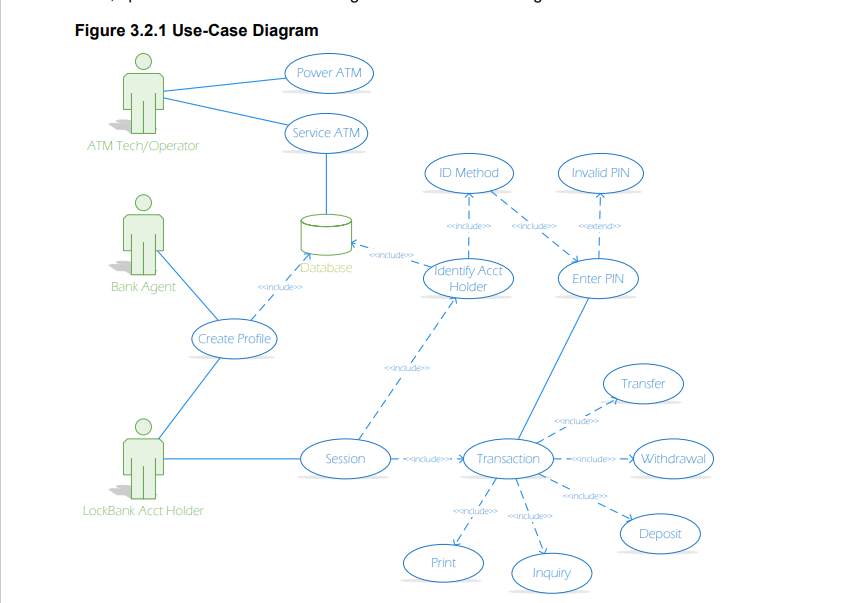 Figure 3.2.1 Use-Case Diagram
Power ATM
Service ATM
ATM Tech/Operator
ID Method
Invalid PIN
Bank Agent
Database
<<include>>
<<include>>
<<extend>>
<<include>>
<<include>>
Identify Acct
Holder
Enter PIN
Create Profile
<<include>>
Transfer
<<include>>
LockBank Acct Holder
Session
<<include>>
Transaction
<<include>>
Withdrawal
<<include>>
<<include>>
<<include>>
Deposit
Print
Inquiry